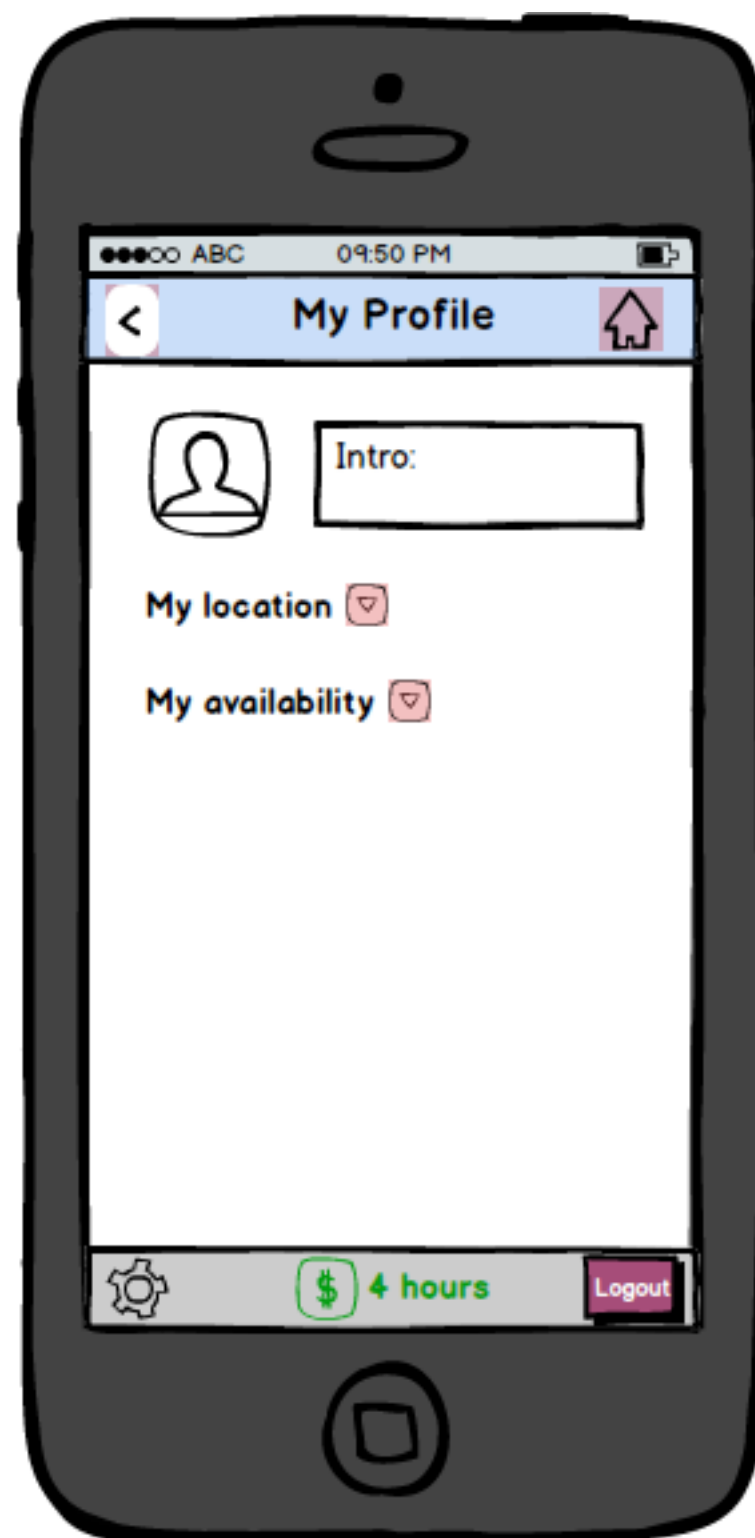 ABC 09:50 PM
< My Profile
Intro:
My location
My availability
$ 4 hours Logout